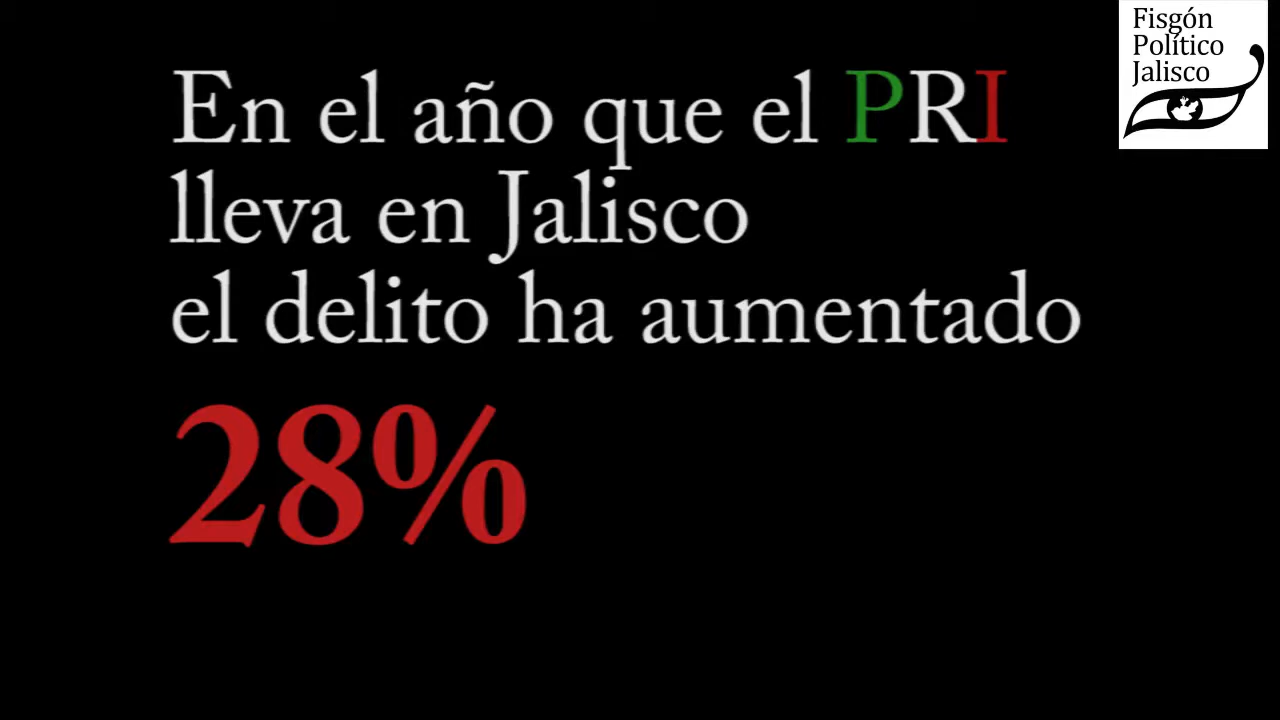 En el año que el PRI
lleva en Jalisco
el delito ha aumentado
28%
Fisgón
Político
Jalisco